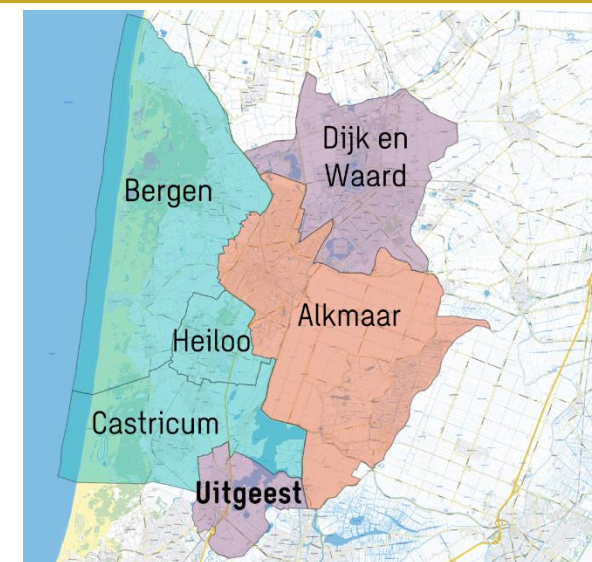 Dijk en
Waard
Bergen
Alkmaar
Heiloo
Castricum
Uitgeest